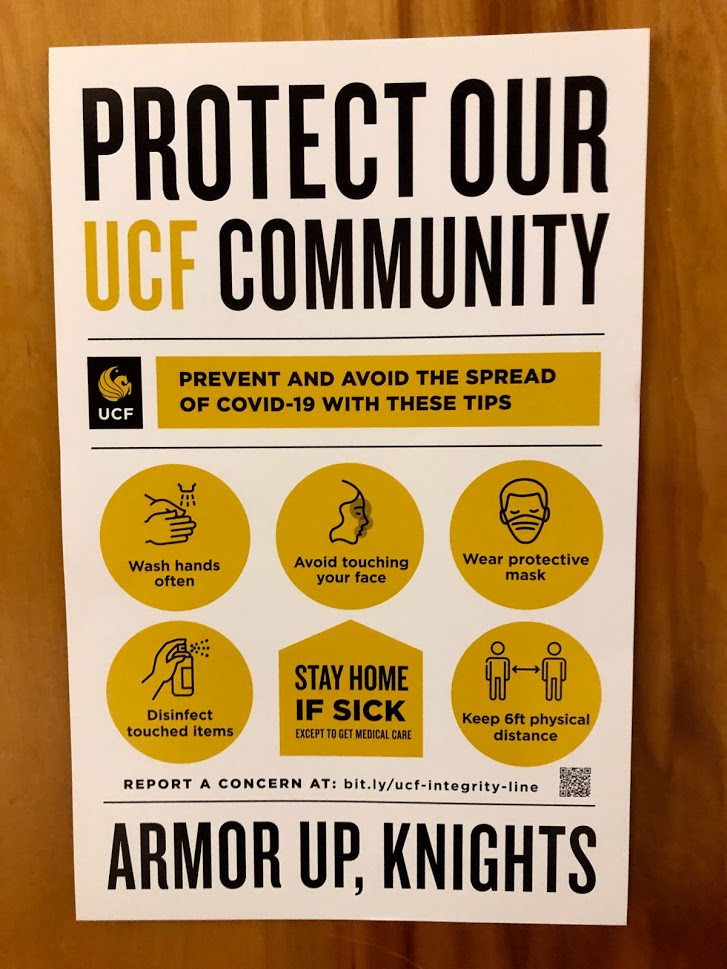 PROTECT OUR
UCF COMMUNITY
UCF
PREVENT AND AVOID THE SPREAD
OF COVID-19 WITH THESE TIPS
Wash hands
often
Avoid touching
your face
Wear protective
mask
Disinfect
touched items
STAY HOME
IF SICK
EXCEPT TO GET MEDICAL CARE
Keep 6ft physical
distance
REPORT A CONCERN AT: bit.ly/ucf-integrity-line
ARMOR UP, KNIGHTS